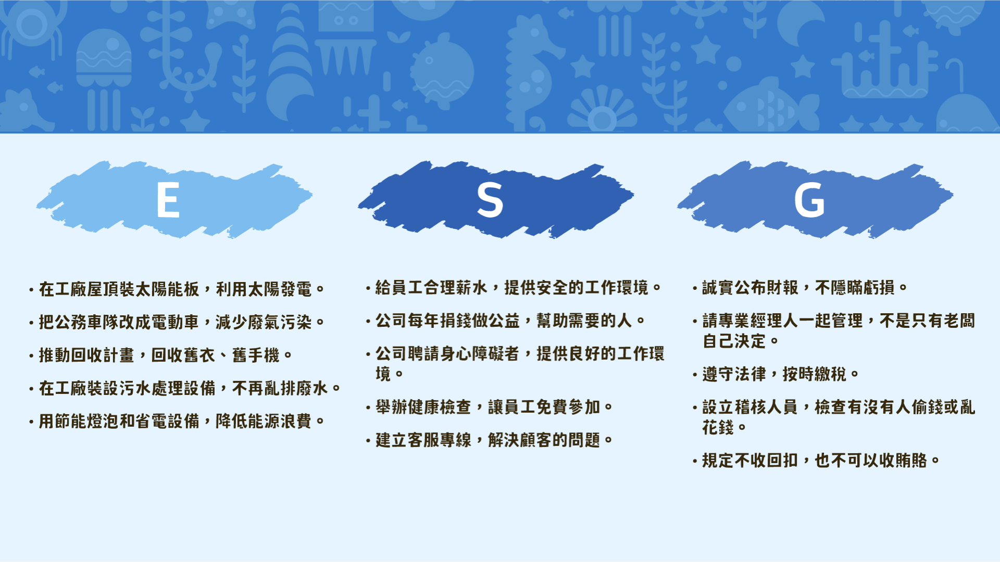 E
• 在工廠屋頂裝太陽能板，利用太陽發電。
• 把公務車隊改成電動車，減少廢氣污染。
• 推動回收計畫，回收舊衣、舊手機。
• 在工廠裝設污水處理設備，不再亂排廢水。
• 用節能燈泡和省電設備，降低能源浪費。
S
• 給員工合理薪水，提供安全的工作環境。
• 公司每年捐錢做公益，幫助需要的人。
• 公司聘請身心障礙者，提供良好的工作環
境。
• 舉辦健康檢查，讓員工免費參加。
• 建立客服專線，解決顧客的問題。
G
• 誠實公布財報，不隱瞞虧損。
• 請專業經理人一起管理，不是只有老闆
自己決定。
• 遵守法律，按時繳稅。
• 設立稽核人員，檢查有沒有人偷錢或亂
花錢。
• 規定不收回扣，也不可以收賄賂。